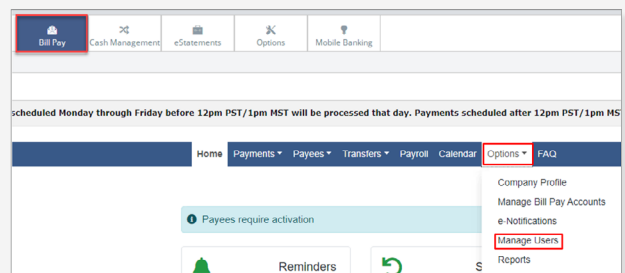 Bill Pay
Cash Management
eStatements
Options
Mobile Banking
scheduled Monday through Friday before 12pm PST/1pm MST will be processed that day. Payments scheduled after 12pm PST/1pm MS
Home Payments Payees Transfers Payroll Calendar Options FAQ
Company Profile
Manage Bill Pay Accounts
e-Notifications
Manage Users
Reports
Payees require activation
Reminders
S